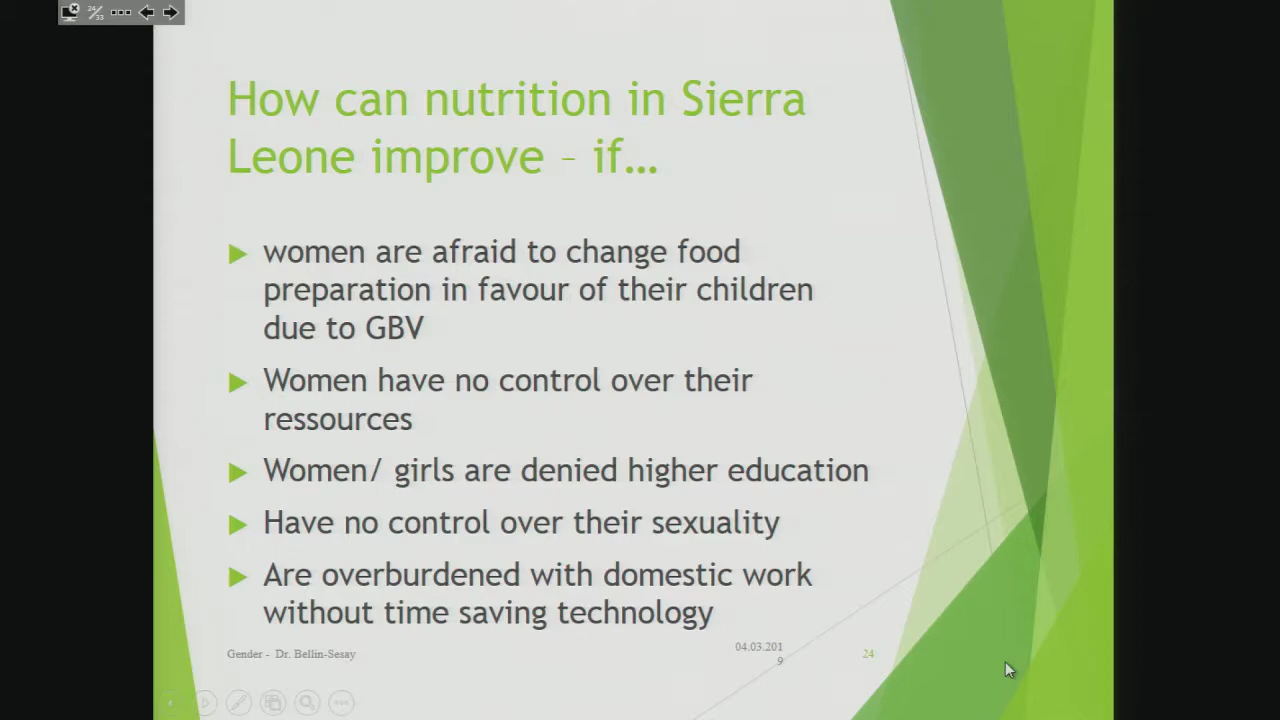 24/33
How can nutrition in Sierra
Leone improve – if…
women are afraid to change food
preparation in favour of their children
due to GBV
Women have no control over their
ressources
Women/ girls are denied higher education
Have no control over their sexuality
Are overburdened with domestic work
without time saving technology
Gender - Dr. Bellin-Sesay
04.03.201
9
24